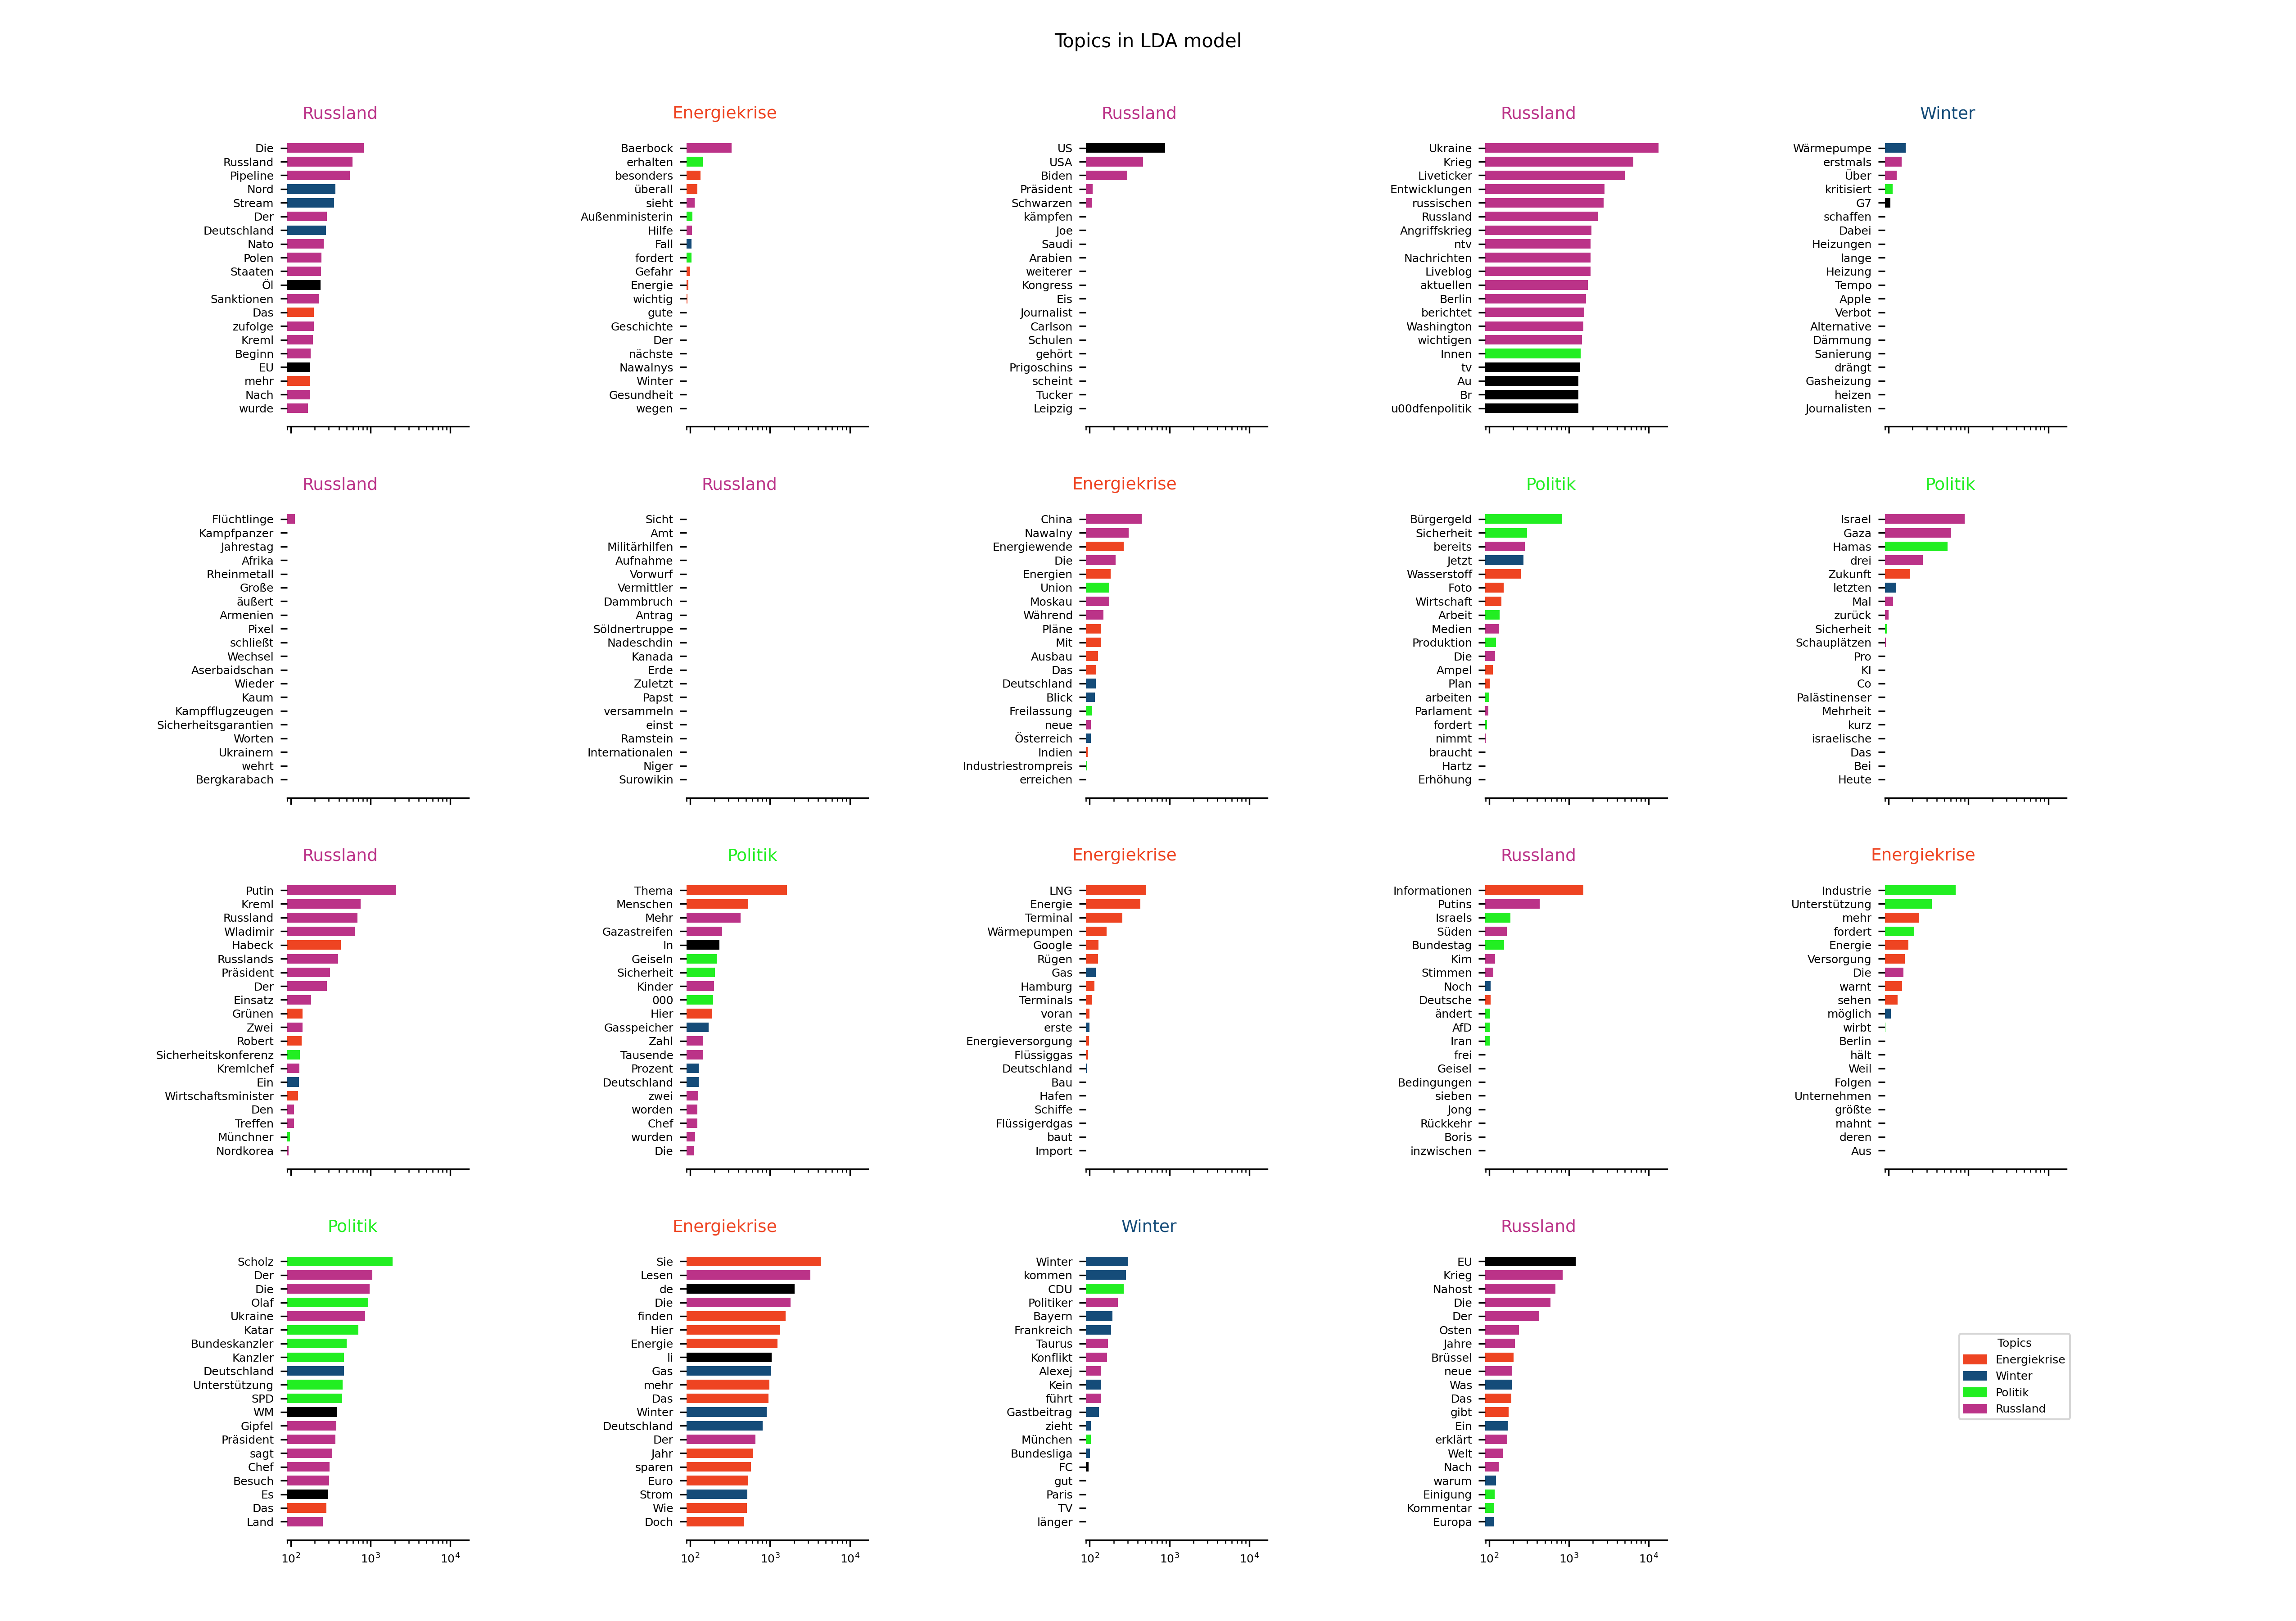 Topics in LDA model
Russland
Die
Russland
Pipeline
Nord
Stream
Der
Deutschland
Nato
Polen
Staaten
Öl
Sanktionen
Das
zufolge
Kreml
Beginn
EU
mehr
Nach
wurde
Energiekrise
Baerbock
erhalten
besonders
überall
sieht
Außenministerin
Hilfe
Fall
fordert
Gefahr
Energie
wichtig
gute
Geschichte
Der
nächste
Nawalnys
Winter
Gesundheit
wegen
Russland
US
USA
Biden
Präsident
Schwarzen
kämpfen
Joe
Saudi
Arabien
weiterer
Kongress
Eis
Journalist
Carlson
Schulen
gehört
Prigoschins
scheint
Tucker
Leipzig
Russland
Ukraine
Krieg
Liveticker
Entwicklungen
russischen
Russland
Angriffskrieg
ntv
Nachrichten
Liveblog
aktuellen
Berlin
berichtet
Washington
wichtigen
Innen
tv
Au
Br
u00dfenpolitik
Winter
Wärmepumpe
erstmals
Über
kritisiert
G7
schaffen
Dabei
Heizungen
lange
Heizung
Tempo
Apple
Verbot
Alternative
Dämmung
Sanierung
drängt
Gasheizung
heizen
Journalisten
Russland
Flüchtlinge
Kampfpanzer
Jahrestag
Afrika
Rheinmetall
Große
äußert
Armenien
Pixel
schließt
Wechsel
Aserbaidschan
Wieder
Kaum
Kampfflugzeugen
Sicherheitsgarantien
Worten
Ukrainern
wehrt
Bergkarabach
Russland
Sicht
Amt
Militärhilfen
Aufnahme
Vorwurf
Vermittler
Dammbruch
Antrag
Söldnertruppe
Nadeschdin
Kanada
Erde
Zuletzt
Papst
versammeln
einst
Ramstein
Internationalen
Niger
Surowikin
Energiekrise
China
Nawalny
Energiewende
Die
Energien
Union
Moskau
Während
Pläne
Mit
Ausbau
Das
Deutschland
Blick
Freilassung
neue
Österreich
Indien
Industriestrompreis
erreichen
Politik
Bürgergeld
Sicherheit
bereits
Jetzt
Wasserstoff
Foto
Wirtschaft
Arbeit
Medien
Produktion
Die
Ampel
Plan
arbeiten
Parlament
fordert
nimmt
braucht
Hartz
Erhöhung
Politik
Israel
Gaza
Hamas
drei
Zukunft
letzten
Mal
zurück
Sicherheit
Schauplätzen
Pro
KI
Co
Palästinenser
Mehrheit
kurz
israelische
Das
Bei
Heute
Russland
Putin
Kreml
Russland
Wladimir
Habeck
Russlands
Präsident
Der
Einsatz
Grünen
Zwei
Robert
Sicherheitskonferenz
Kremlchef
Ein
Wirtschaftsminister
Den
Treffen
Münchner
Nordkorea
Politik
Thema
Menschen
Mehr
Gazastreifen
In
Geiseln
Sicherheit
Kinder
000
Hier
Gasspeicher
Zahl
Tausende
Prozent
Deutschland
zwei
worden
Chef
wurden
Die
Energiekrise
LNG
Energie
Terminal
Wärmepumpen
Google
Rügen
Gas
Hamburg
Terminals
voran
erste
Energieversorgung
Flüssiggas
Deutschland
Bau
Hafen
Schiffe
Flüssigerdgas
baut
Import
Russland
Informationen
Putins
Israels
Süden
Bundestag
Kim
Stimmen
Noch
Deutsche
ändert
AfD
Iran
frei
Geisel
Bedingungen
sieben
Jong
Rückkehr
Boris
inzwischen
Energiekrise
Industrie
Unterstützung
mehr
fordert
Energie
Versorgung
Die
warnt
sehen
möglich
wirbt
Berlin
hält
Weil
Folgen
Unternehmen
größte
mahnt
deren
Aus
Politik
Scholz
Der
Die
Olaf
Ukraine
Katar
Bundeskanzler
Kanzler
Deutschland
Unterstützung
SPD
WM
Gipfel
Präsident
sagt
Chef
Besuch
Es
Das
Land
10² 10³ 10⁴
Energiekrise
Sie
Lesen
de
Die
finden
Hier
Energie
li
Gas
mehr
Das
Winter
Deutschland
Der
Jahr
sparen
Euro
Strom
Wie
Doch
10² 10³ 10⁴
Winter
Winter
kommen
CDU
Politiker
Bayern
Frankreich
Taurus
Konflikt
Alexej
Kein
führt
Gastbeitrag
zieht
München
Bundesliga
FC
gut
Paris
TV
länger
10² 10³ 10⁴
Russland
EU
Krieg
Nahost
Die
Der
Osten
Jahre
Brüssel
neue
Was
Das
gibt
Ein
erklärt
Welt
Nach
warum
Einigung
Kommentar
Europa
10² 10³ 10⁴
Topics
Energiekrise
Winter
Politik
Russland